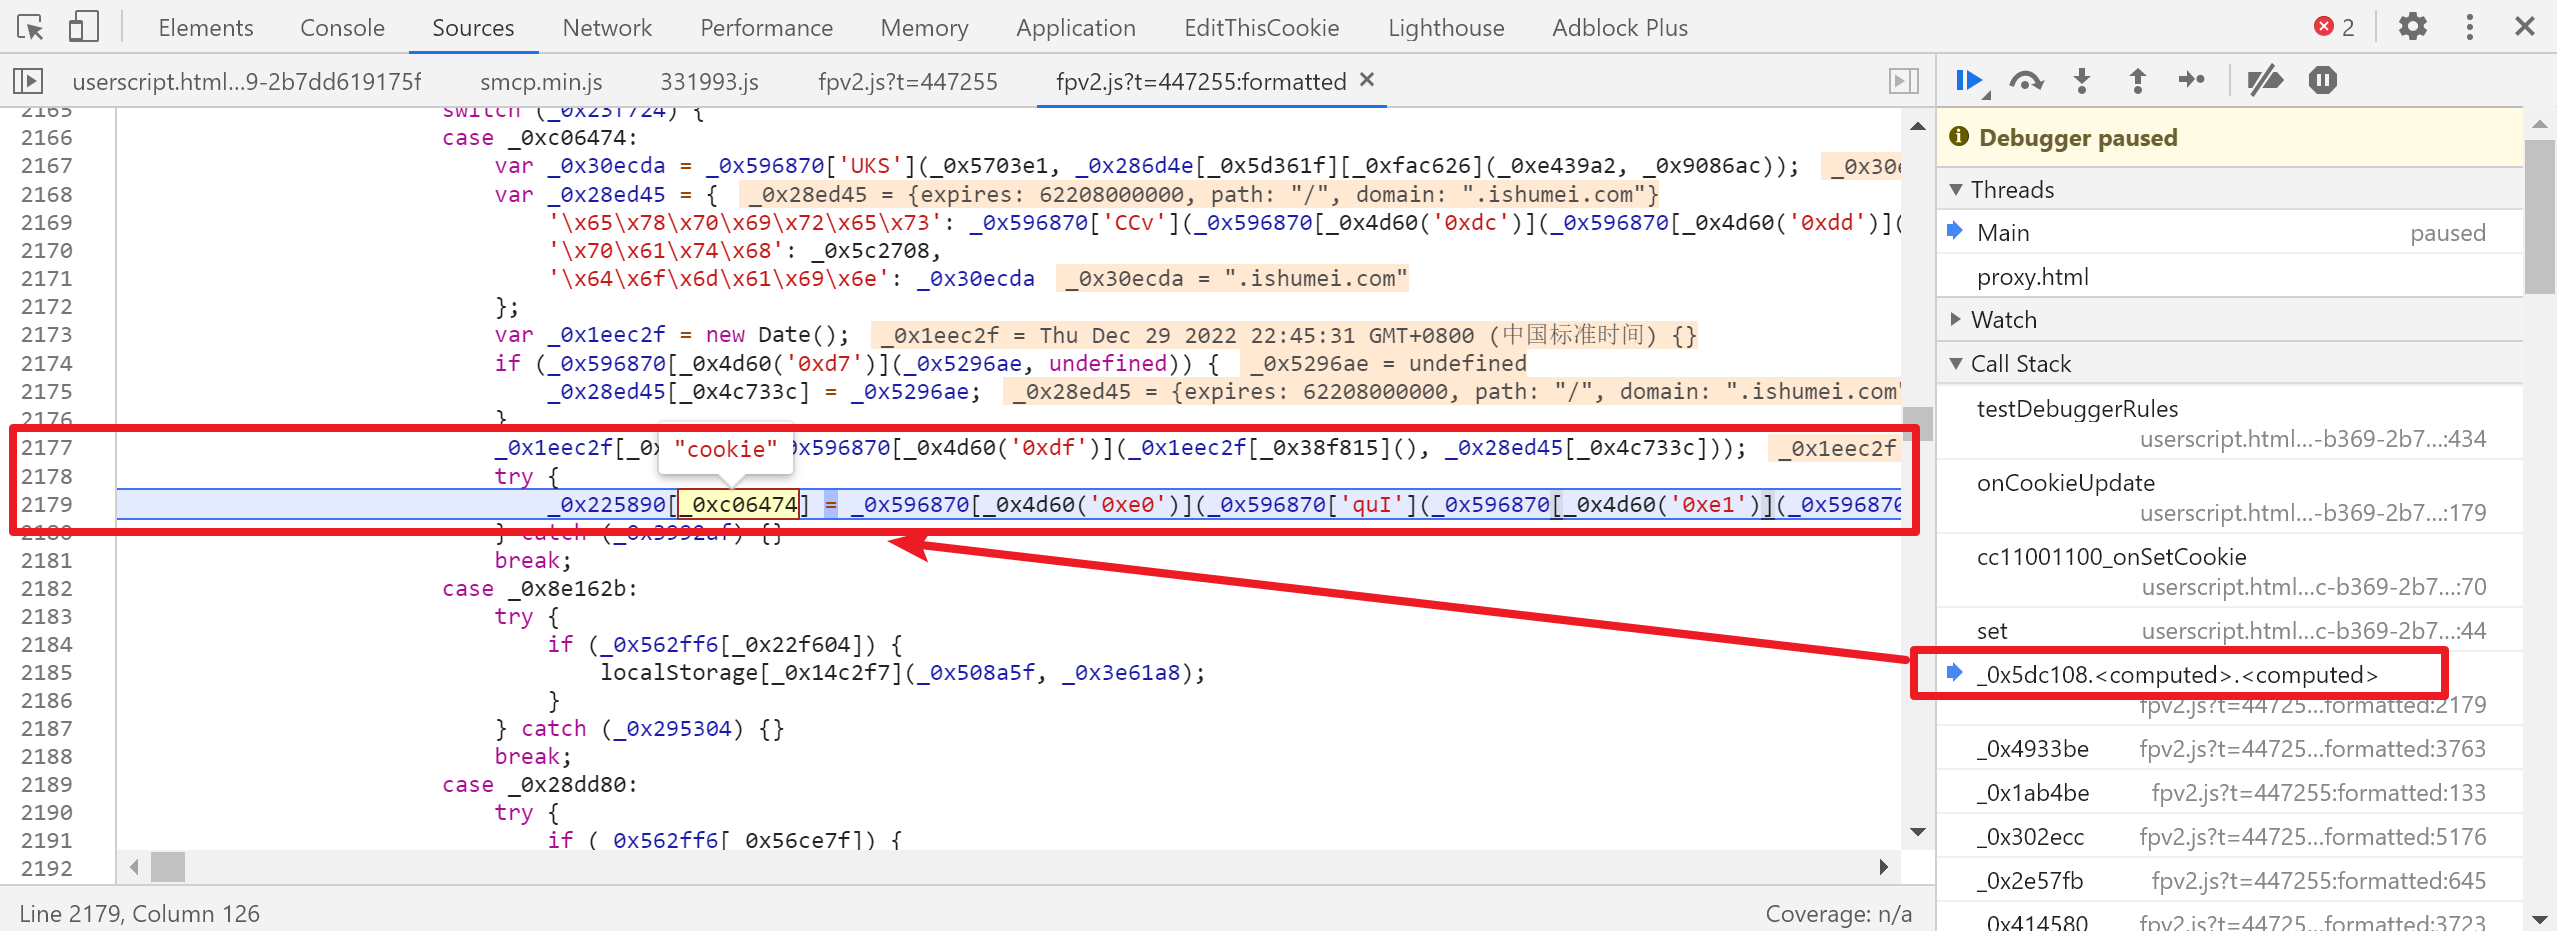 Elements Console Sources Network Performance Memory Application EditThisCookie Lighthouse Adblock Plus 2
userscript.html...9-2b7dd619175f smcp.min.js 331993.js fpv2.js?t=447255 fpv2.js?t=447255:formatted ×
2165 switch (_0x23f724) {
2166 case _0xc06474:
2167 var _0x30ecda = _0x596870['UKS'](_0x5703e1, _0x286d4e[_0x5d361f][_0xfac626](_0xe439a2, _0x9086ac)); _0x30e
2168 var _0x28ed45 = { _0x28ed45 = {expires: 62208000000, path: "/", domain: ".ishumei.com"}
2169 '\x65\x78\x70\x69\x72\x65\x73': _0x596870['CCv'](_0x596870[_0x4d60('0xdc')](_0x596870[_0x4d60('0xdd')](
2170 '\x70\x61\x74\x68': _0x5c2708,
2171 '\x64\x6f\x6d\x61\x69\x6e': _0x30ecda _0x30ecda = ".ishumei.com"
2172 };
2173 var _0x1eec2f = new Date(); _0x1eec2f = Thu Dec 29 2022 22:45:31 GMT+0800 (中国标准时间) {}
2174 if (_0x596870[_0x4d60('0xd7')](_0x5296ae, undefined)) { _0x5296ae = undefined
2175 _0x28ed45[_0x4c733c] = _0x5296ae; _0x28ed45 = {expires: 62208000000, path: "/", domain: ".ishumei.com"
2176 }
2177 _0x1eec2f[_0x "cookie" 0x596870[_0x4d60('0xdf')](_0x1eec2f[_0x38f815](), _0x28ed45[_0x4c733c])); _0x1eec2f
2178 try {
2179 _0x225890[_0xc06474] = _0x596870[_0x4d60('0xe0')](_0x596870['quI'](_0x596870[_0x4d60('0xe1')](_0x596870
2180 } catch (_0x3992af) {}
2181 break;
2182 case _0x8e162b:
2183 try {
2184 if (_0x562ff6[_0x22f604]) {
2185 localStorage[_0x14c2f7](_0x508a5f, _0x3e61a8);
2186 }
2187 } catch (_0x295304) {}
2188 break;
2189 case _0x28dd80:
2190 try {
2191 if (_0x562ff6[_0x56ce7f]) {
2192
Line 2179, Column 126 Coverage: n/a
Debugger paused
Threads
Main paused
proxy.html
Watch
Call Stack
testDebuggerRules
userscript.html...-b369-2b7...:434
onCookieUpdate
userscript.html...-b369-2b7...:179
cc11001100_onSetCookie
userscript.html...c-b369-2b7...:70
set userscript.html...c-b369-2b7...:44
_0x5dc108.<computed>.<computed>
fpv2.js?t=44725...formatted:2179
_0x4933be fpv2.js?t=44725...formatted:3763
_0x1ab4be fpv2.js?t=447255:formatted:133
_0x302ecc fpv2.js?t=44725...formatted:5176
_0x2e57fb fpv2.js?t=447255:formatted:645
_0x414580 fpv2.js?t=44725...formatted:3723